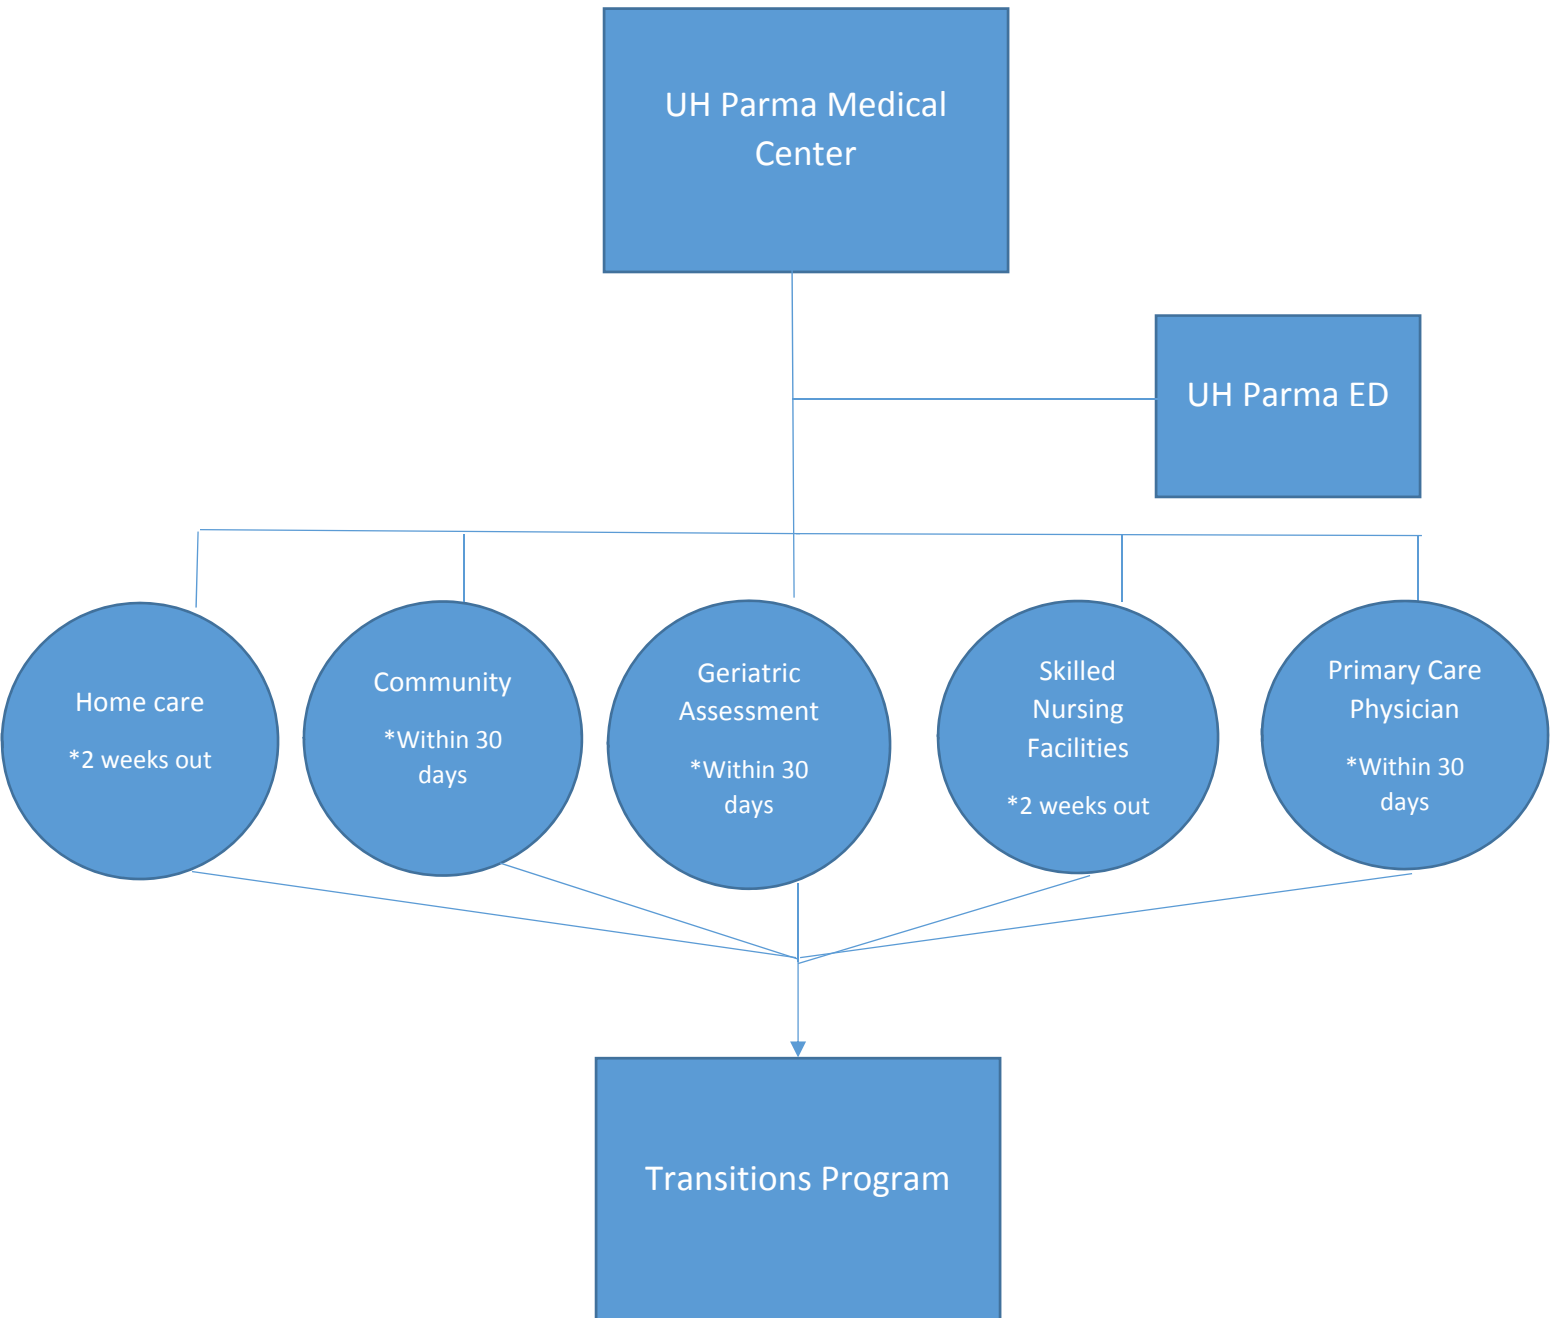 UH Parma Medical
Center
UH Parma ED
Home care
*2 weeks out
Community
*Within 30
days
Geriatric
Assessment
*Within 30
days
Skilled
Nursing
Facilities
*2 weeks out
Primary Care
Physician
*Within 30
days
Transitions Program